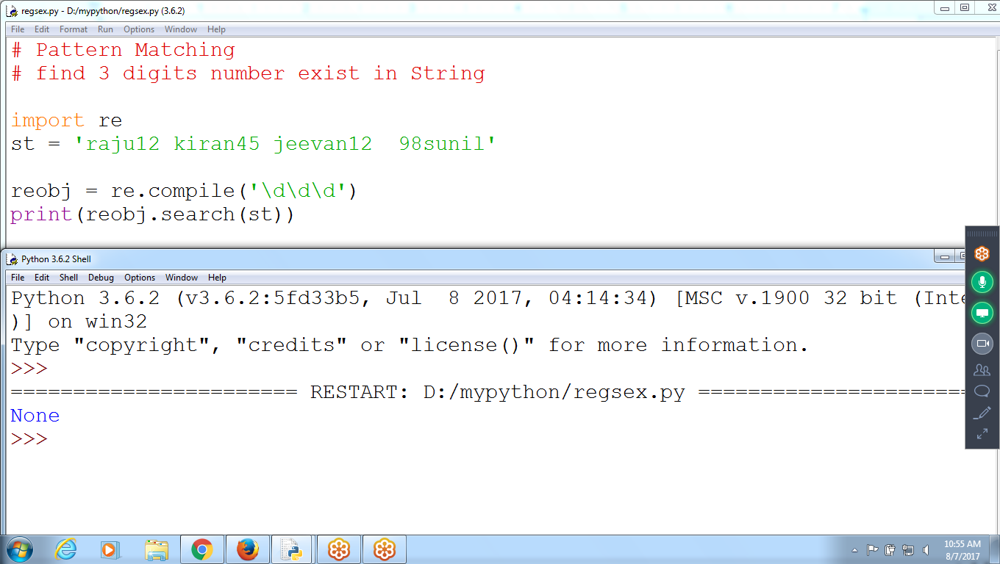 regsex.py - D:/mypython/regsex.py (3.6.2)
File Edit Format Run Options Window Help
# Pattern Matching
# find 3 digits number exist in String
import re
st = 'raju12 kiran45 jeevan12  98sunil'
reobj = re.compile('\d\d\d')
print(reobj.search(st))
Python 3.6.2 Shell
File Edit Shell Debug Options Window Help
Python 3.6.2 (v3.6.2:5fd33b5, Jul  8 2017, 04:14:34) [MSC v.1900 32 bit (Inte
)] on win32
Type "copyright", "credits" or "license()" for more information.
>>>
======================= RESTART: D:/mypython/regsex.py ======================
None
>>>
10:55 AM
8/7/2017